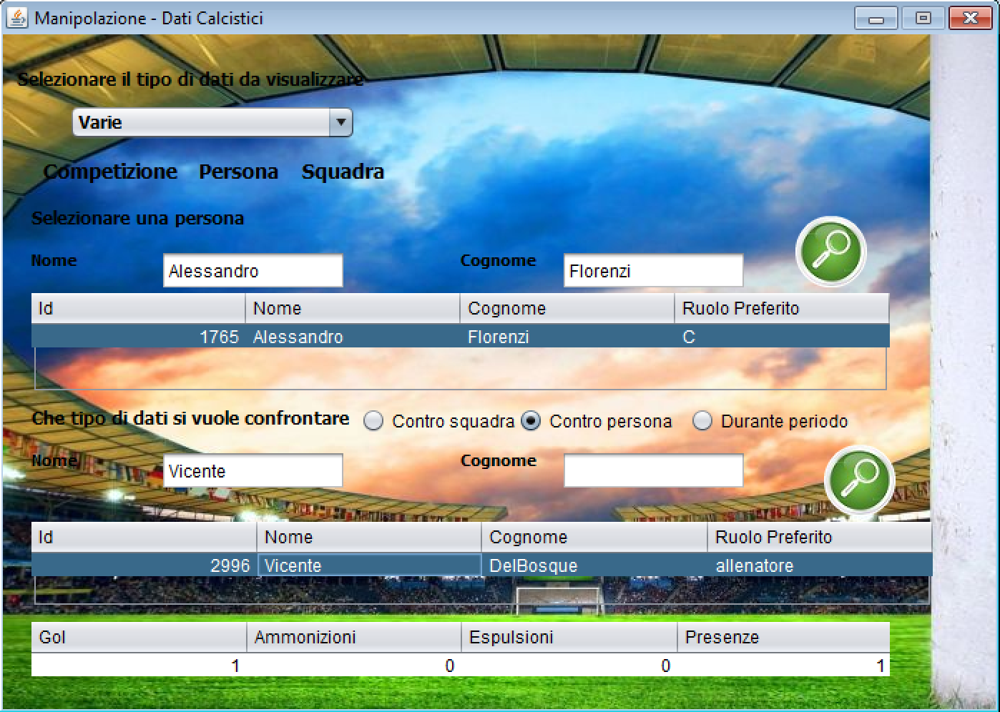 Manipolazione - Dati Calcistici
Selezionare il tipo di dati da visualizzare
Varie
Competizione Persona Squadra
Selezionare una persona
Nome Alessandro Cognome Florenzi
Id Nome Cognome Ruolo Preferito
1765 Alessandro Florenzi C
Che tipo di dati si vuole confrontare Contro squadra Contro persona Durante periodo
Nome Vicente Cognome
Id Nome Cognome Ruolo Preferito
2996 Vicente DelBosque allenatore
Gol Ammonizioni Espulsioni Presenze
1 0 0 1